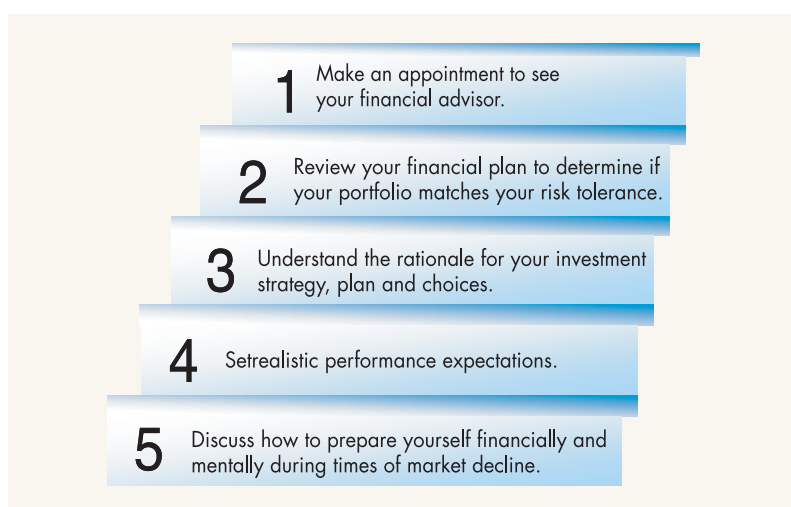 1
Make an appointment to see
your financial advisor.
2
Review your financial plan to determine if
your portfolio matches your risk tolerance.
3
Understand the rationale for your investment
strategy, plan and choices.
4
Setrealistic performance expectations.
5
Discuss how to prepare yourself financially and
mentally during times of market decline.